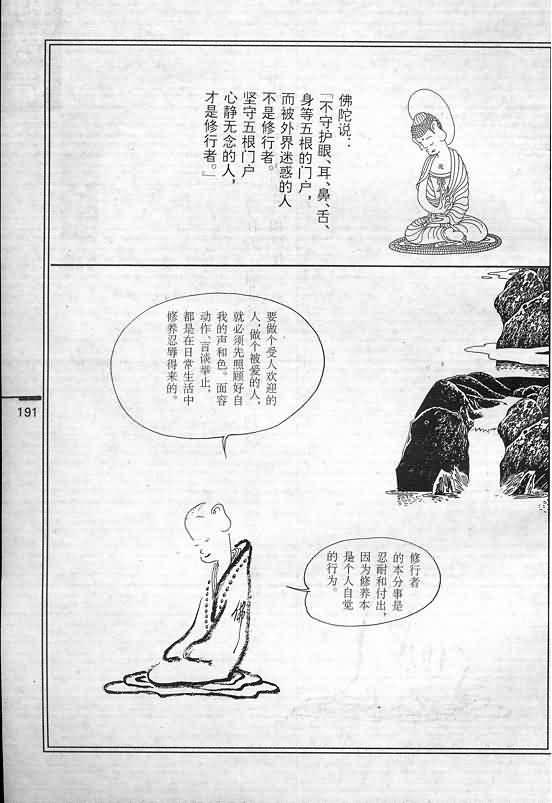 佛陀说：
「不守护眼、耳、鼻、舌、
身等五根的门户，
而被外界迷惑的人
不是修行者。
坚守五根门户
心静无念的人，
才是修行者。」
要做个受人欢迎的
人，做个被爱的人，
就必须先照顾好自
我的声和色。面容
动作、言谈举止，
都是在日常生活中
修养忍辱得来的。
修行者
的本分事是
忍耐和付出，
因为修养本
是个人自觉
的行为。
191
佛